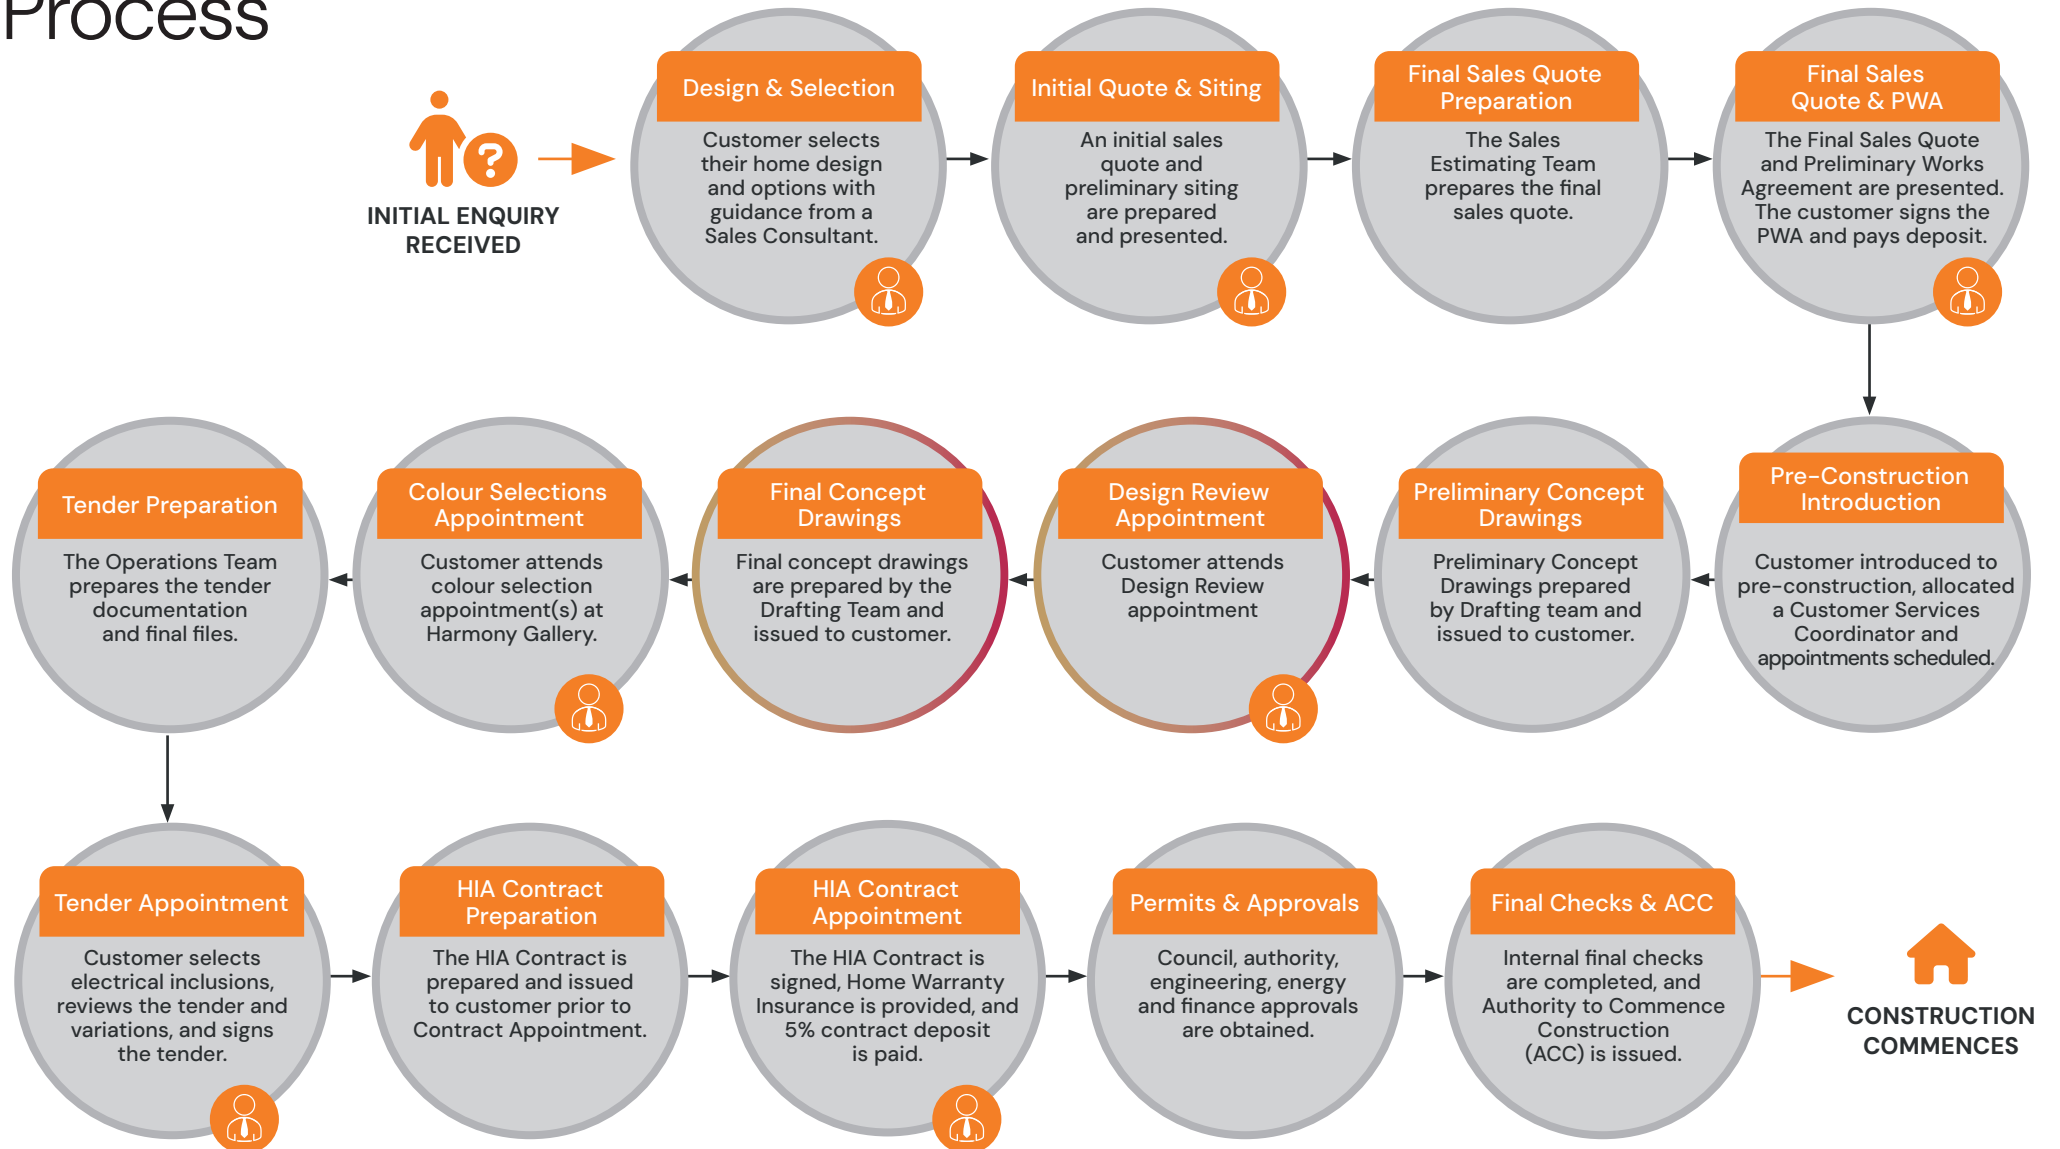 Process
INITIAL ENQUIRY
RECEIVED
Design & Selection
Customer selects
their home design
and options with
guidance from a
Sales Consultant.
Initial Quote & Siting
An initial sales
quote and
preliminary siting
are prepared
and presented.
Final Sales Quote
Preparation
The Sales
Estimating Team
prepares the final
sales quote.
Final Sales
Quote & PWA
The Final Sales Quote
and Preliminary Works
Agreement are presented.
The customer signs the
PWA and pays deposit.
Pre-Construction
Introduction
Customer introduced to
pre-construction, allocated
a Customer Services
Coordinator and
appointments scheduled.
Preliminary Concept
Drawings
Preliminary Concept
Drawings prepared
by Drafting team and
issued to customer.
Design Review
Appointment
Customer attends
Design Review
appointment
Final Concept
Drawings
Final concept drawings
are prepared by the
Drafting Team and
issued to customer.
Colour Selections
Appointment
Customer attends
colour selection
appointment(s) at
Harmony Gallery.
Tender Preparation
The Operations Team
prepares the tender
documentation
and final files.
Tender Appointment
Customer selects
electrical inclusions,
reviews the tender and
variations, and signs
the tender.
HIA Contract
Preparation
The HIA Contract is
prepared and issued
to customer prior to
Contract Appointment.
HIA Contract
Appointment
The HIA Contract is
signed, Home Warranty
Insurance is provided, and
5% contract deposit
is paid.
Permits & Approvals
Council, authority,
engineering, energy
and finance approvals
are obtained.
Final Checks & ACC
Internal final checks
are completed, and
Authority to Commence
Construction
(ACC) is issued.
CONSTRUCTION
COMMENCES